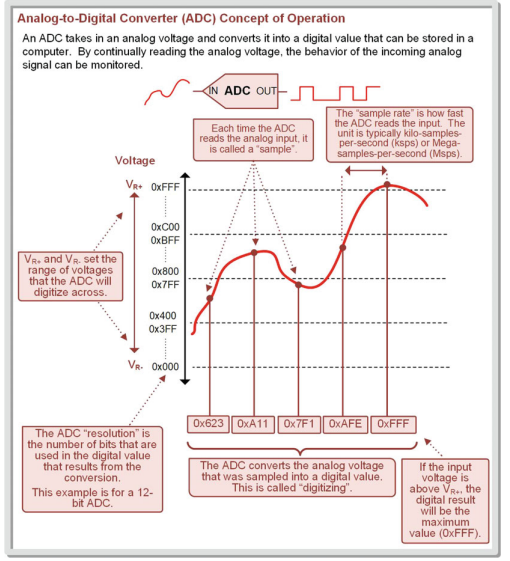 Analog-to-Digital Converter (ADC) Concept of Operation
An ADC takes in an analog voltage and converts it into a digital value that can be stored in a
computer. By continually reading the analog voltage, the behavior of the incoming analog
signal can be monitored.
IN ADC OUT
Each time the ADC
reads the analog input, it
is called a "sample".
The "sample rate" is how fast
the ADC reads the input. The
unit is typically kilo-samples-
per-second (ksps) or Mega-
samples-per-second (Msps).
Voltage
VR+ 0xFFF
0xC00
0xBFF
0x800
0x7FF
0x400
0x3FF
VR- 0x000
VR+ and VR- set the
range of voltages
that the ADC will
digitize across.
0x623 0xA11 0x7F1 0xAFE 0xFFF
The ADC "resolution" is
the number of bits that are
used in the digital value
that results from the
conversion.
This example is for a 12-
bit ADC.
The ADC converts the analog voltage
that was sampled into a digital value.
This is called "digitizing".
If the input
voltage is
above VR+, the
digital result
will be the
maximum
value (0xFFF).